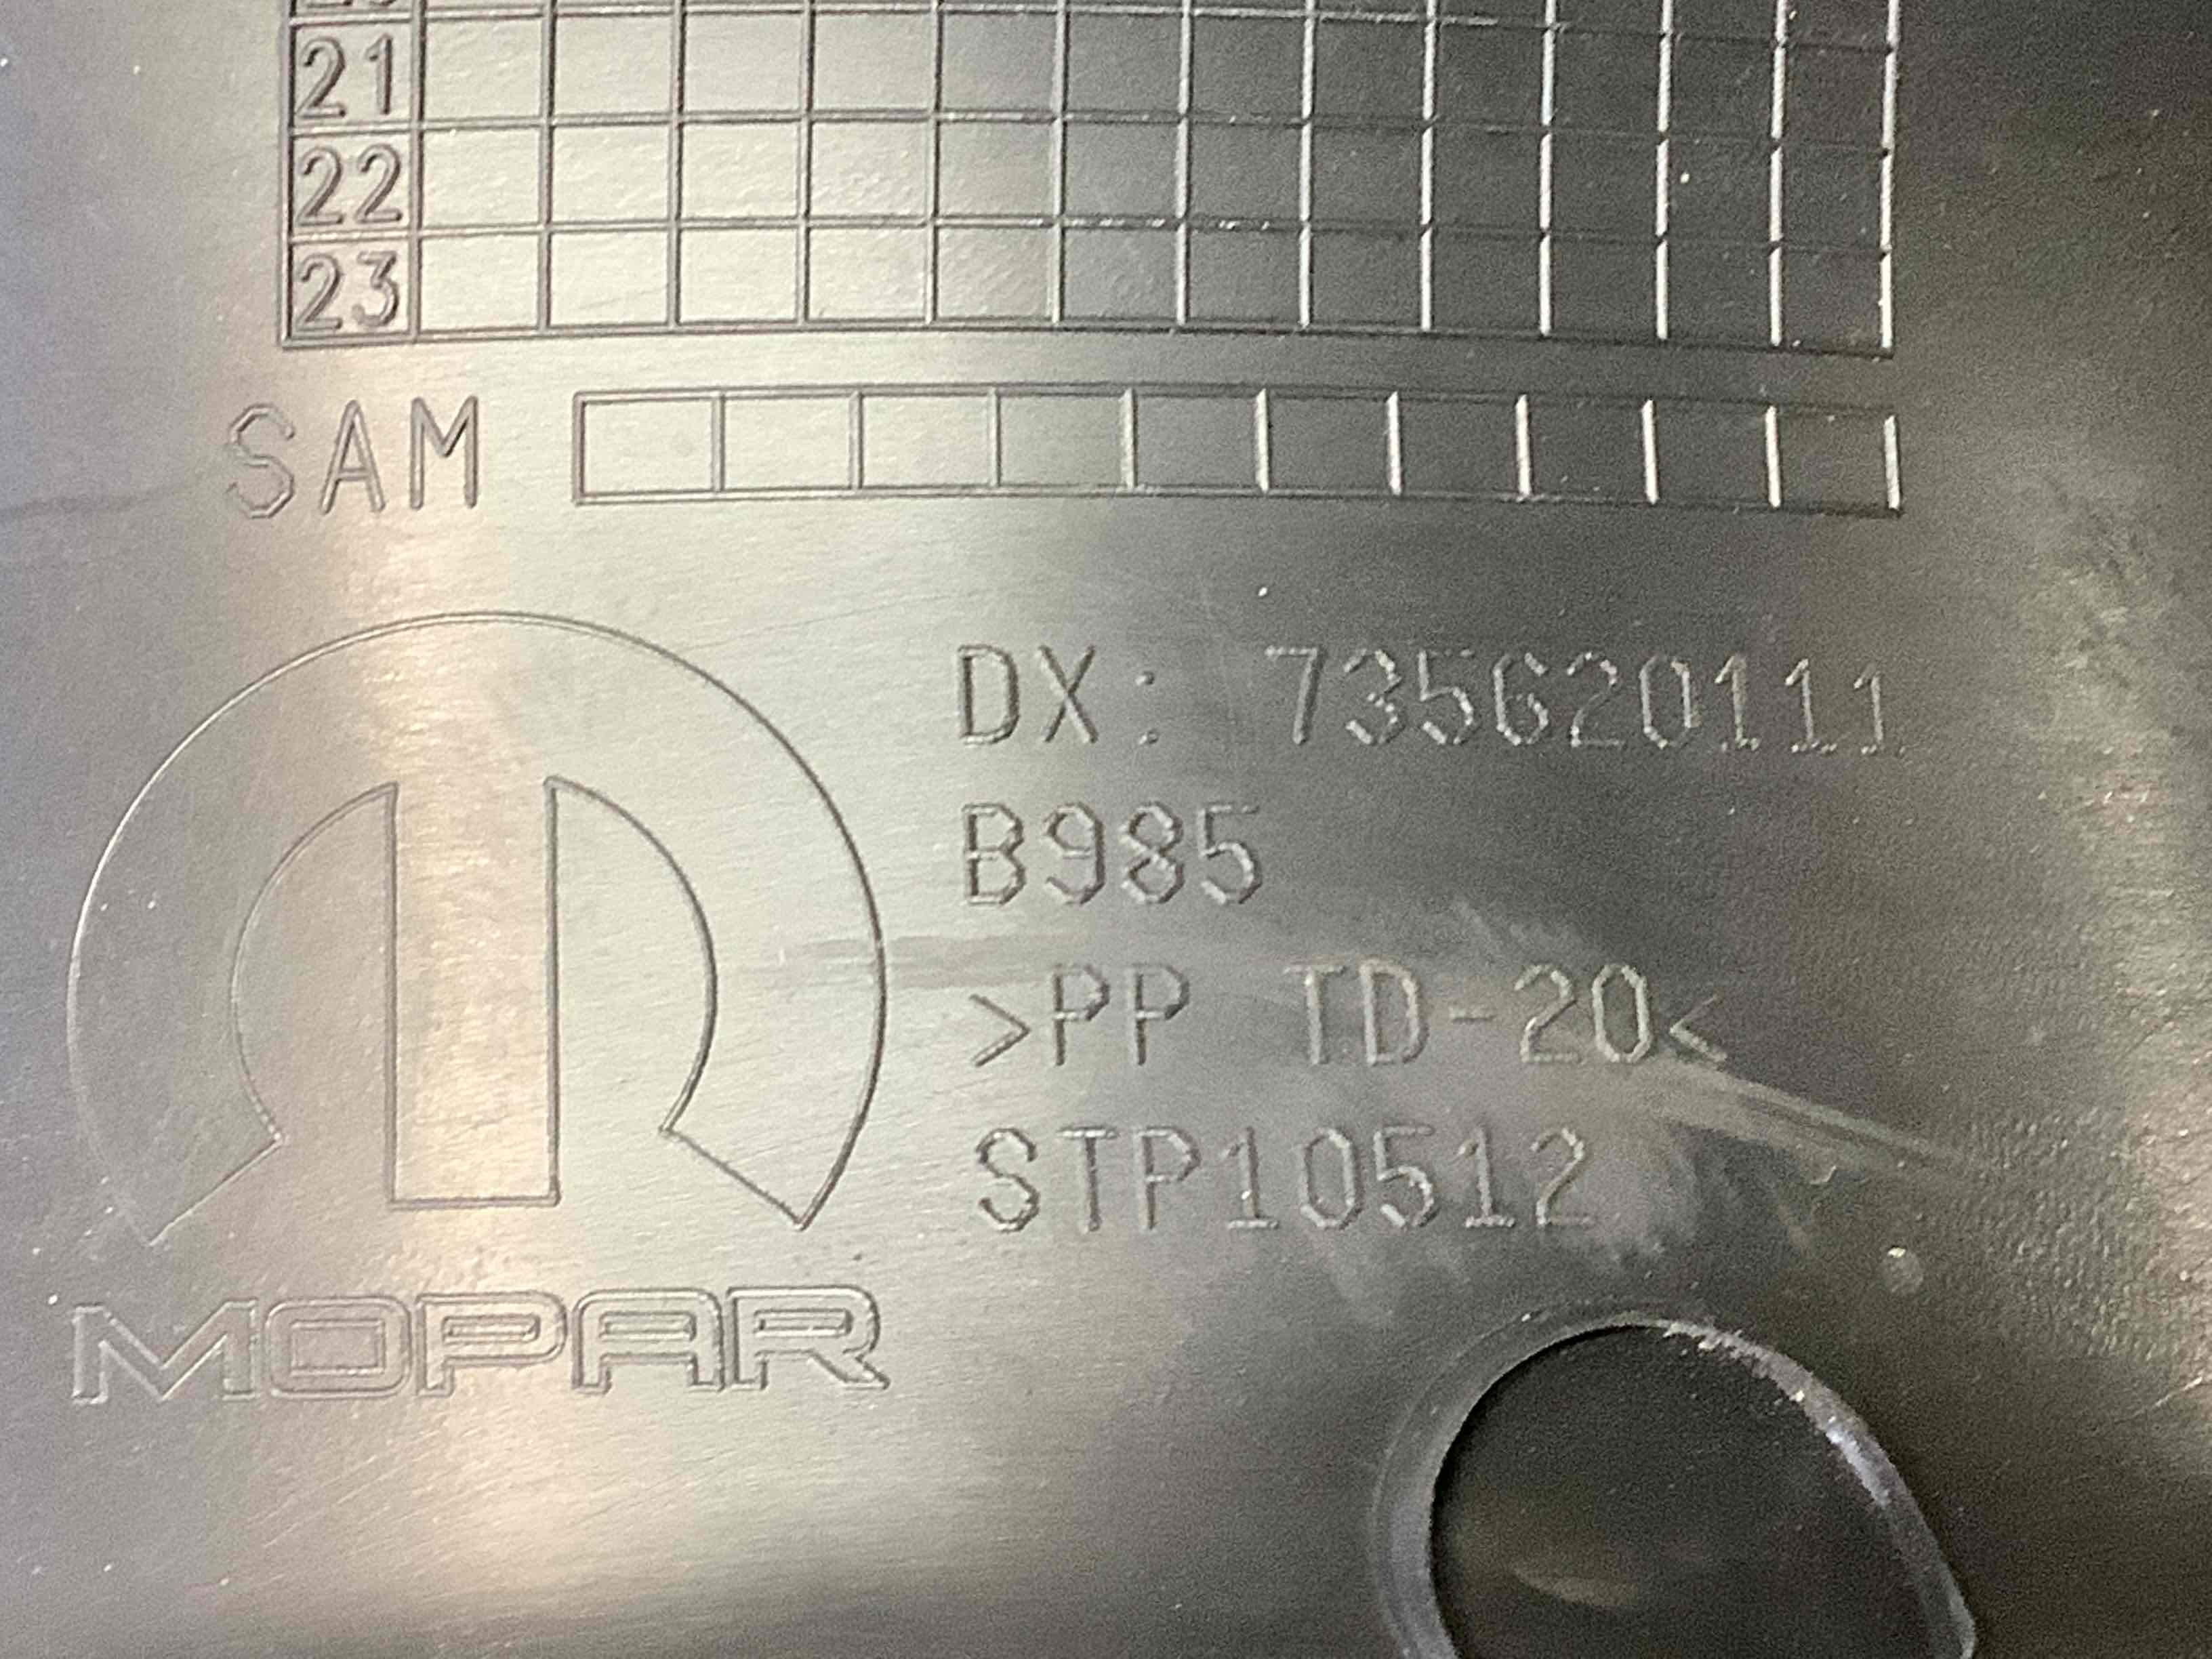 21
22
23
SAM
DX: 735620111
B985
>PP TD-20<
STP10512
MOPAR